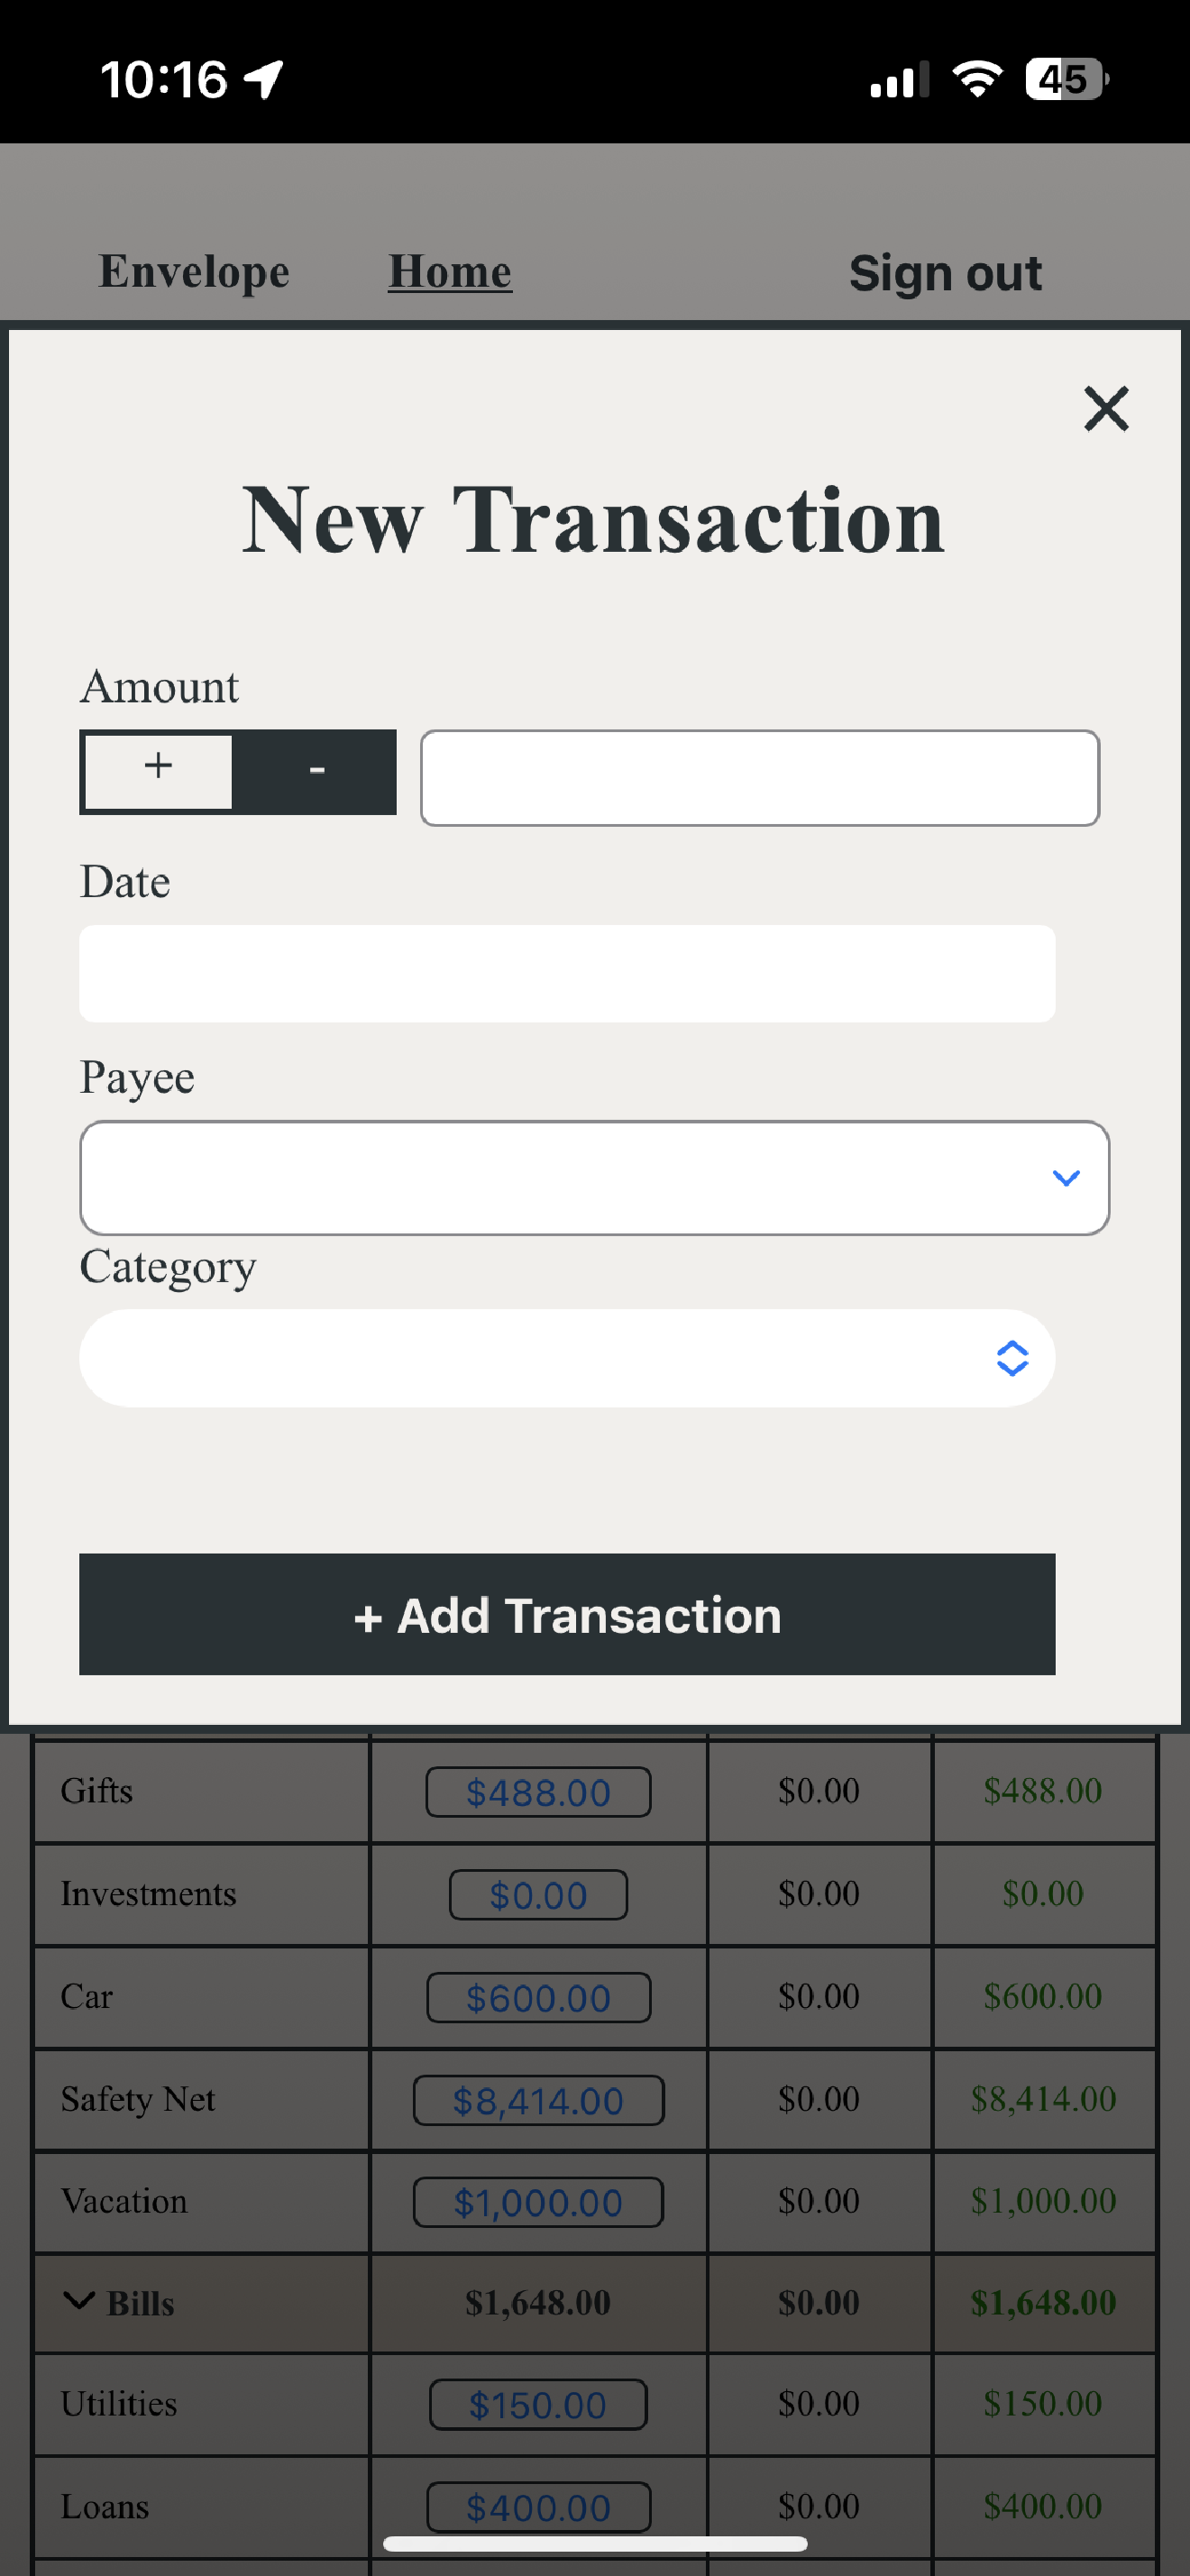 10:16
45
Envelope Home Sign out
New Transaction
Amount
+ -
Date
Payee
Category
+ Add Transaction
Gifts $488.00 $0.00 $488.00
Investments $0.00 $0.00 $0.00
Car $600.00 $0.00 $600.00
Safety Net $8,414.00 $0.00 $8,414.00
Vacation $1,000.00 $0.00 $1,000.00
Bills $1,648.00 $0.00 $1,648.00
Utilities $150.00 $0.00 $150.00
Loans $400.00 $0.00 $400.00